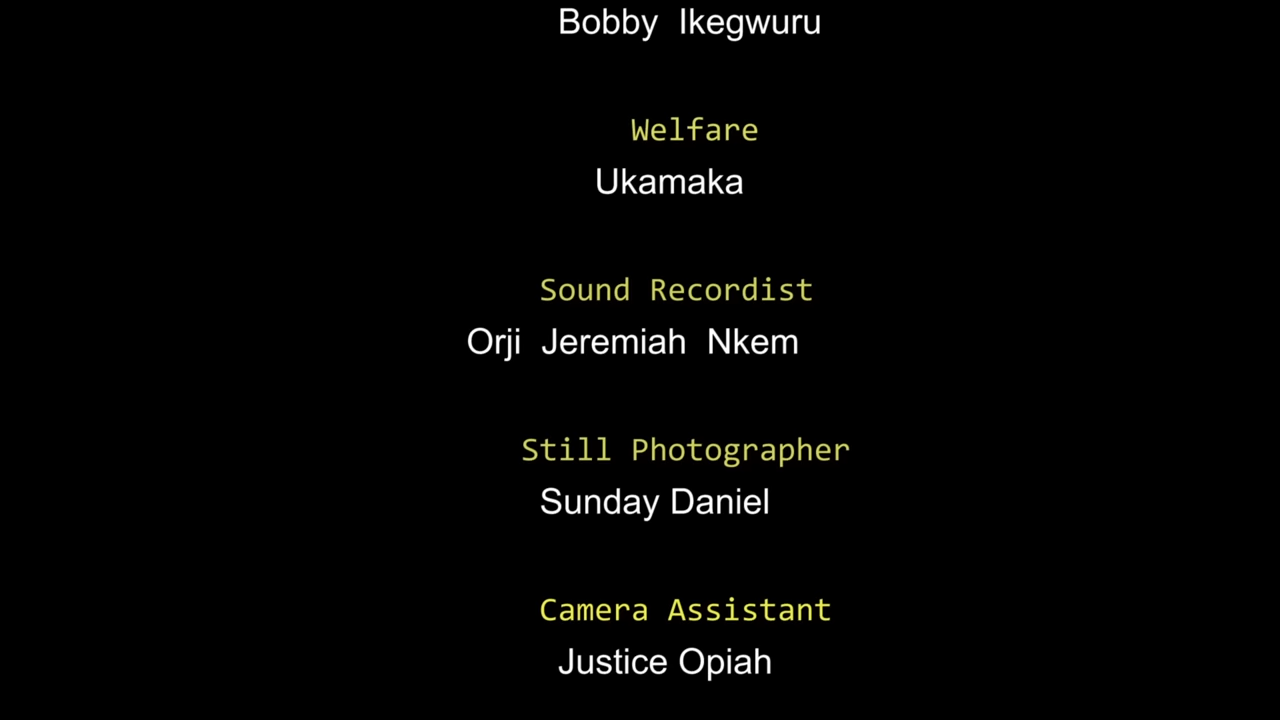 Bobby Ikegwuru
Welfare
Ukamaka
Sound Recordist
Orji Jeremiah Nkem
Still Photographer
Sunday Daniel
Camera Assistant
Justice Opiah